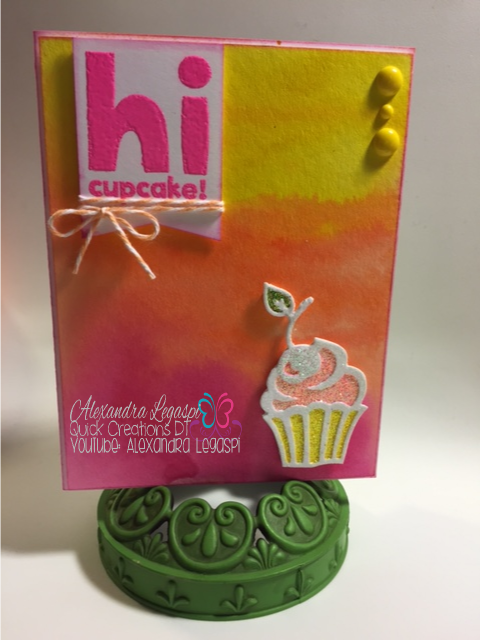 hi
cupcake!
Alexandra Legaspi
Quick Creations DT
YouTube: Alexandra Legaspi